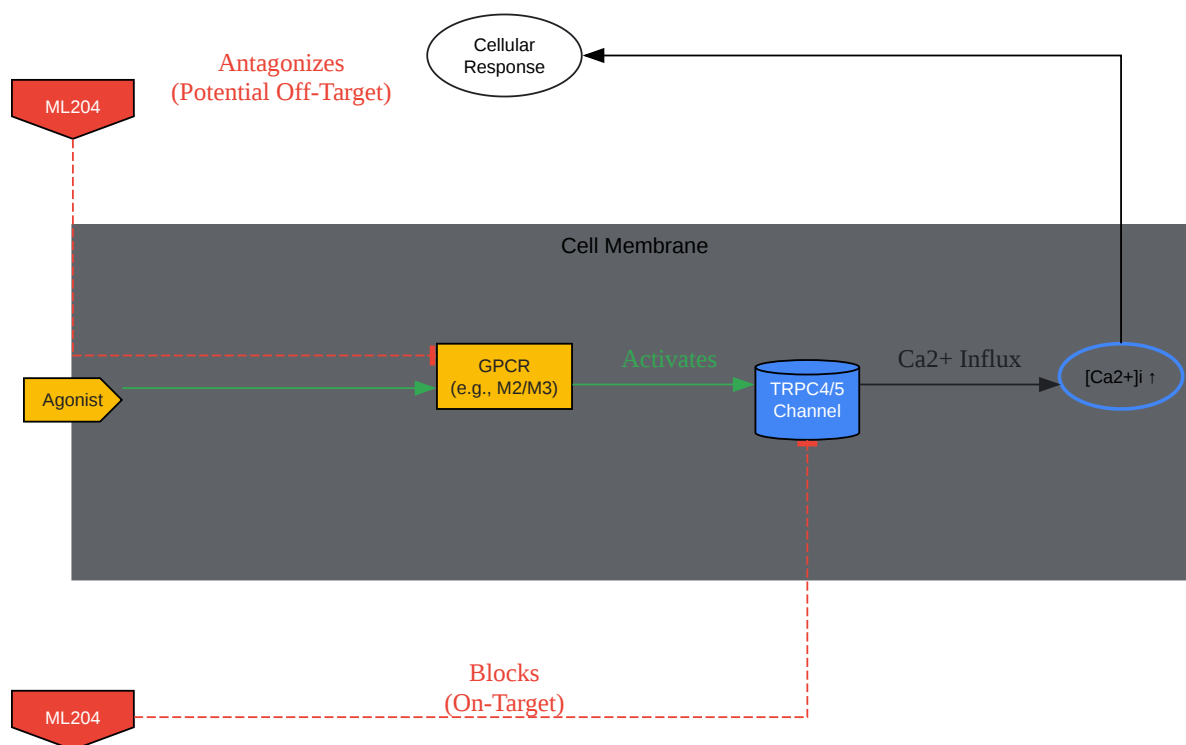 Cellular
Response
Antagonizes
(Potential Off-Target)
ML204
Cell Membrane
GPCR
(e.g., M2/M3)
Activates
Ca2+ Influx
TRPC4/5
Channel
[Ca2+]i ↑
Agonist
Blocks
(On-Target)
ML204